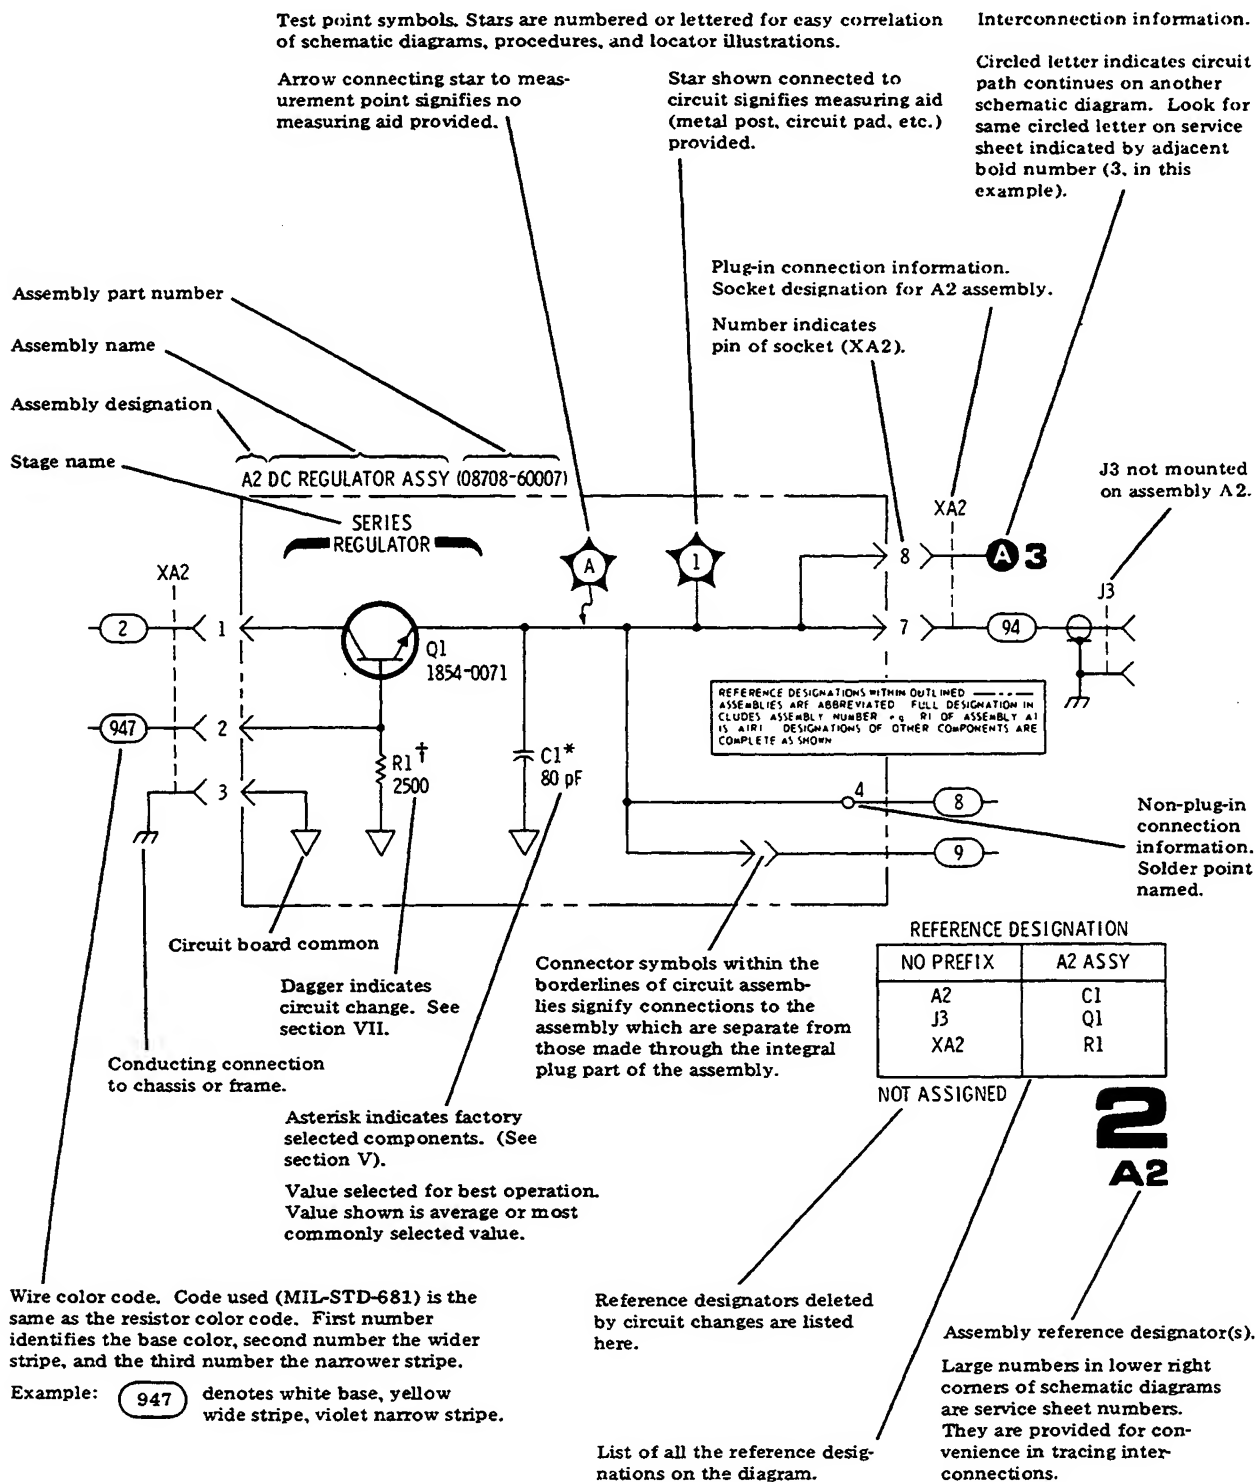 Test point symbols. Stars are numbered or lettered for easy correlation
of schematic diagrams, procedures, and locator illustrations.
Arrow connecting star to meas-
urement point signifies no
measuring aid provided.
Star shown connected to
circuit signifies measuring aid
(metal post, circuit pad, etc.)
provided.
Interconnection information.
Circled letter indicates circuit
path continues on another
schematic diagram. Look for
same circled letter on service
sheet indicated by adjacent
bold number (3, in this
example).
Plug-in connection information.
Socket designation for A2 assembly.
Number indicates
pin of socket (XA2).
Assembly part number
Assembly name
Assembly designation
Stage name
A2 DC REGULATOR ASSY (08708-60007)
SERIES
REGULATOR
J3 not mounted
on assembly A2.
XA2
A
1
8
A 3
XA2
J3
2
1
7
94
Q1
1854-0071
REFERENCE DESIGNATIONS WITHIN OUTLINED
ASSEMBLIES ARE ABBREVIATED FULL DESIGNATION IN
CLUDES ASSEMBLY NUMBER e g R1 OF ASSEMBLY A1
IS A1R1 DESIGNATIONS OF OTHER COMPONENTS ARE
COMPLETE AS SHOWN
947
2
R1†
2500
C1*
80 pF
3
4
8
9
Non-plug-in
connection
information.
Solder point
named.
Circuit board common
Dagger indicates
circuit change. See
section VII.
Connector symbols within the
borderlines of circuit assemb-
lies signify connections to the
assembly which are separate from
those made through the integral
plug part of the assembly.
REFERENCE DESIGNATION
NO PREFIX A2 ASSY
A2 C1
J3 Q1
XA2 R1
NOT ASSIGNED
2
A2
Conducting connection
to chassis or frame.
Asterisk indicates factory
selected components. (See
section V).
Value selected for best operation.
Value shown is average or most
commonly selected value.
Wire color code. Code used (MIL-STD-681) is the
same as the resistor color code. First number
identifies the base color, second number the wider
stripe, and the third number the narrower stripe.
Example: 947 denotes white base, yellow
wide stripe, violet narrow stripe.
Reference designators deleted
by circuit changes are listed
here.
List of all the reference desig-
nations on the diagram.
Assembly reference designator(s).
Large numbers in lower right
corners of schematic diagrams
are service sheet numbers.
They are provided for con-
venience in tracing inter-
connections.